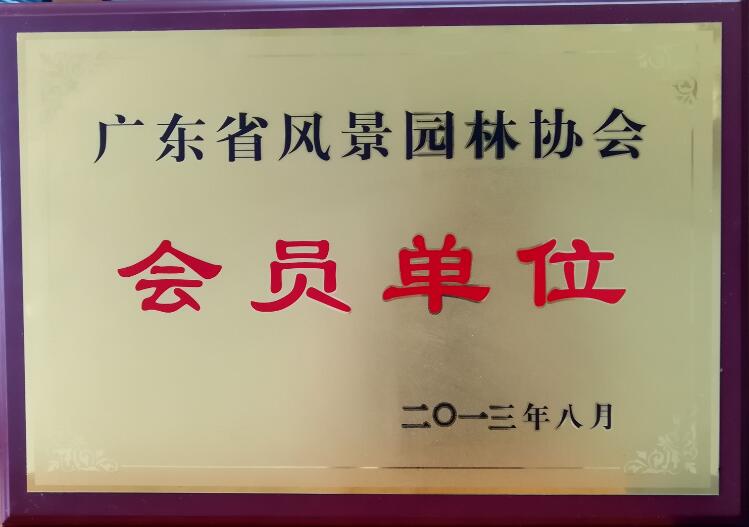 广东省风景园林协会
会员单位
二〇一三年八月